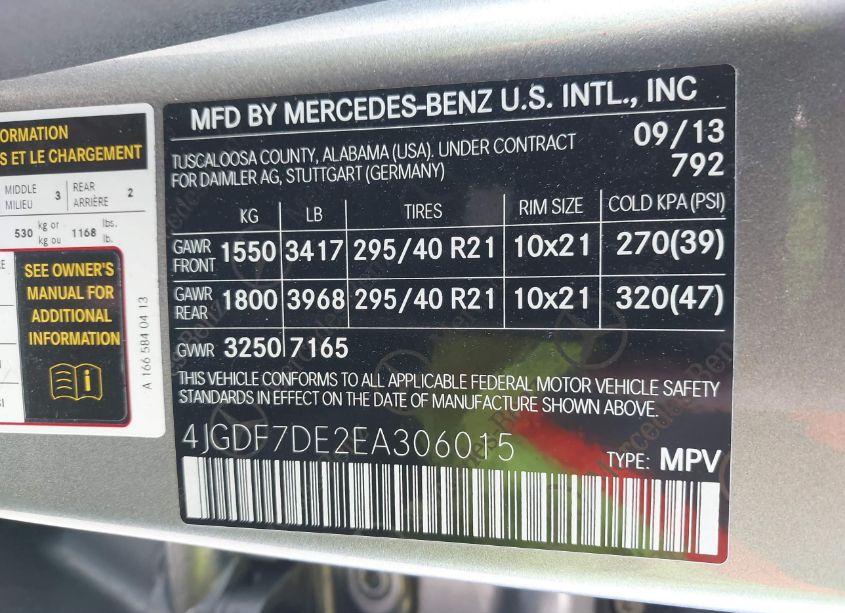 ORMATION
S ET LE CHARGEMENT
MIDDLE MILIEU 3 REAR ARRIÈRE 2
530 kg or kg ou 1168 lbs. lb.
SEE OWNER'S
MANUAL FOR
ADDITIONAL
INFORMATION
A 166 584 04 13
MFD BY MERCEDES-BENZ U.S. INTL., INC
TUSCALOOSA COUNTY, ALABAMA (USA). UNDER CONTRACT
FOR DAIMLER AG, STUTTGART (GERMANY)
09/13
792
KG LB TIRES RIM SIZE COLD KPA (PSI)
GAWR FRONT 1550 3417 295/40 R21 10x21 270(39)
GAWR REAR 1800 3968 295/40 R21 10x21 320(47)
GVWR 3250 7165
THIS VEHICLE CONFORMS TO ALL APPLICABLE FEDERAL MOTOR VEHICLE SAFETY
STANDARDS IN EFFECT ON THE DATE OF MANUFACTURE SHOWN ABOVE.
4JGDF7DE2EA306015
TYPE: MPV